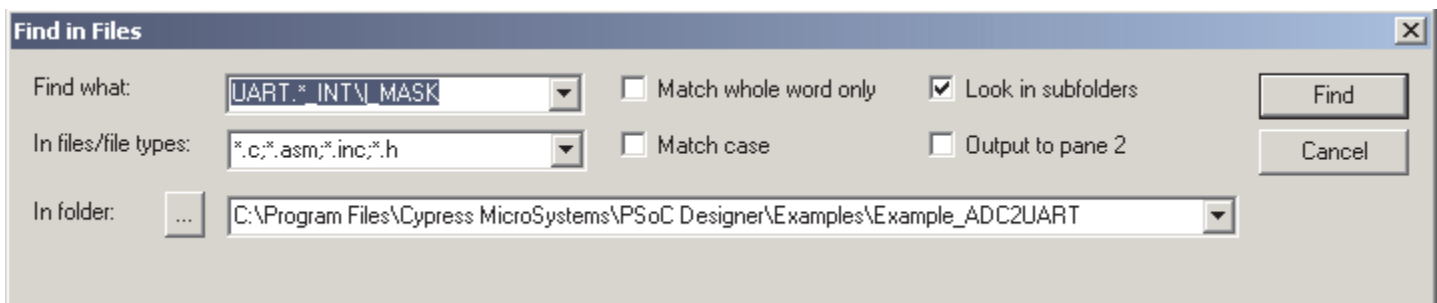 Find in Files
Find what: UART.*_INT\|_MASK Match whole word only Look in subfolders Find
In files/file types: *.c;*.asm;*.inc;*.h Match case Output to pane 2 Cancel
In folder: ... C:\Program Files\Cypress MicroSystems\PSoC Designer\Examples\Example_ADC2UART